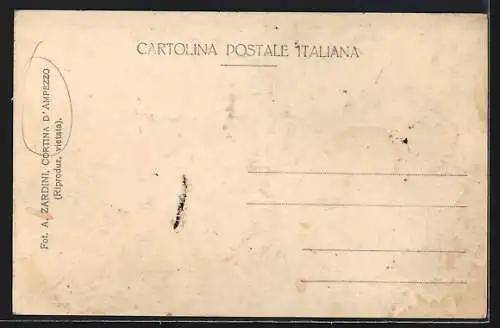 CARTOLINA POSTALE ITALIANA
Fot. A. ZARDINI, CORTINA D'AMPEZZO
(Riproduz. vietata).